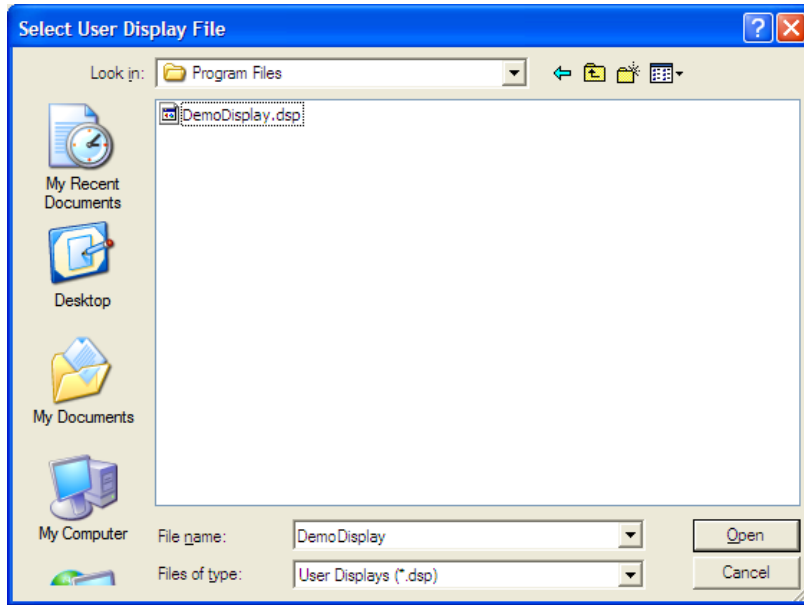 Select User Display File
Look in:
Program Files
DemoDisplay.dsp
My Recent
Documents
Desktop
My Documents
My Computer
File name:
DemoDisplay
Open
Files of type:
User Displays (*.dsp)
Cancel